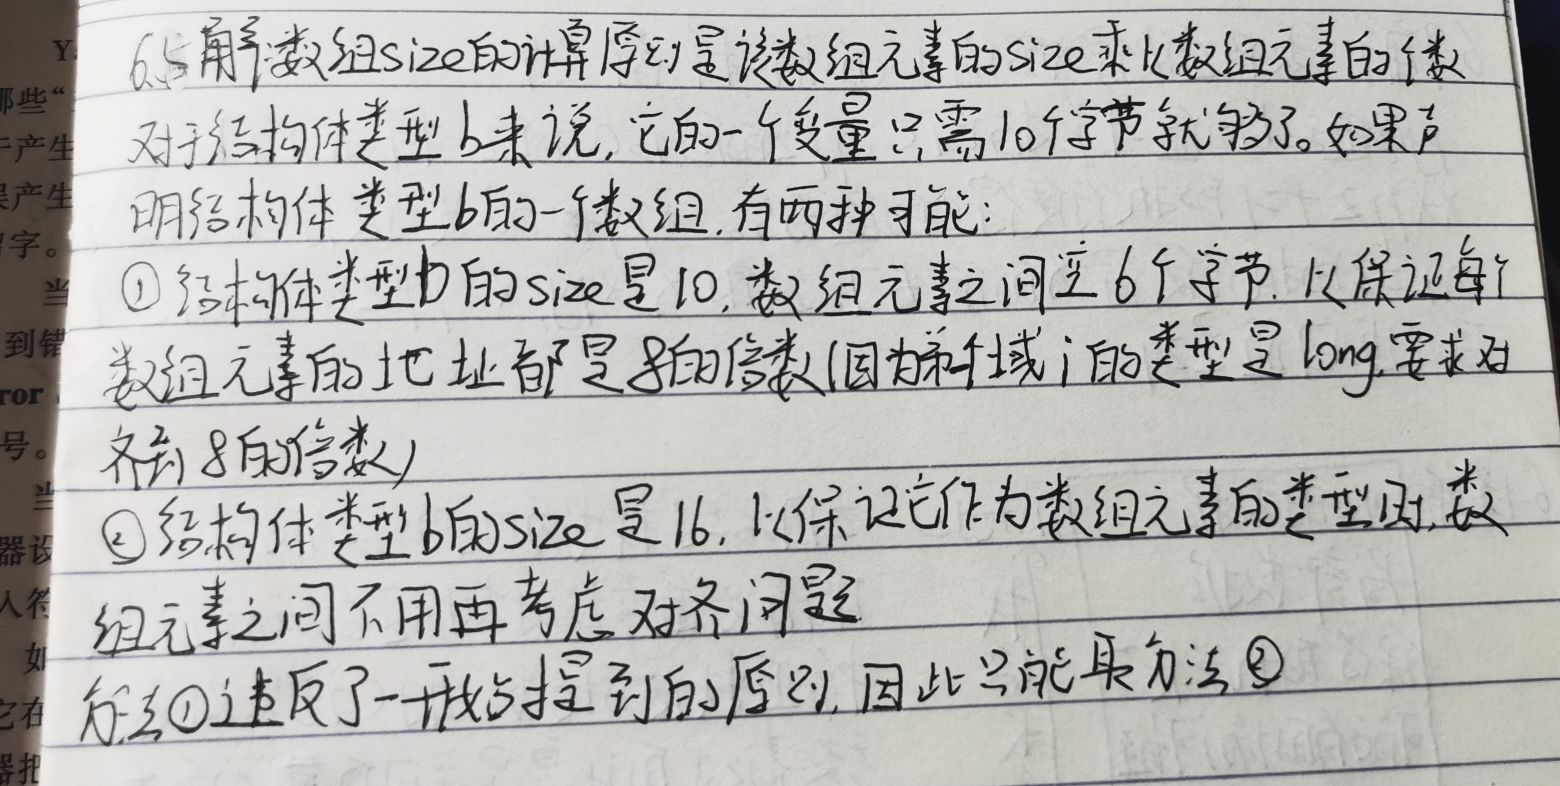 6.5解:数组size的计算原则是该数组元素的size乘以数组元素的个数
对于结构体类型b来说,它的一个变量只需10个字节就够了。如果声
明结构体类型b的一个数组,有两种可能:
①结构体类型b的size是10,数组元素之间空6个字节,以保证每个
数组元素的地址都是8的倍数(因为第一个域i的类型是long,要求对
齐到8的倍数)
②结构体类型b的size是16,以保证它作为数组元素的类型时,数
组元素之间不用再考虑对齐问题
方法①违反了一开始提到的原则,因此只能取方法②
Y.
哪些“
产生
误产生
字。
当
到错
ror
号。
当
器设
人符
如
它在
器把